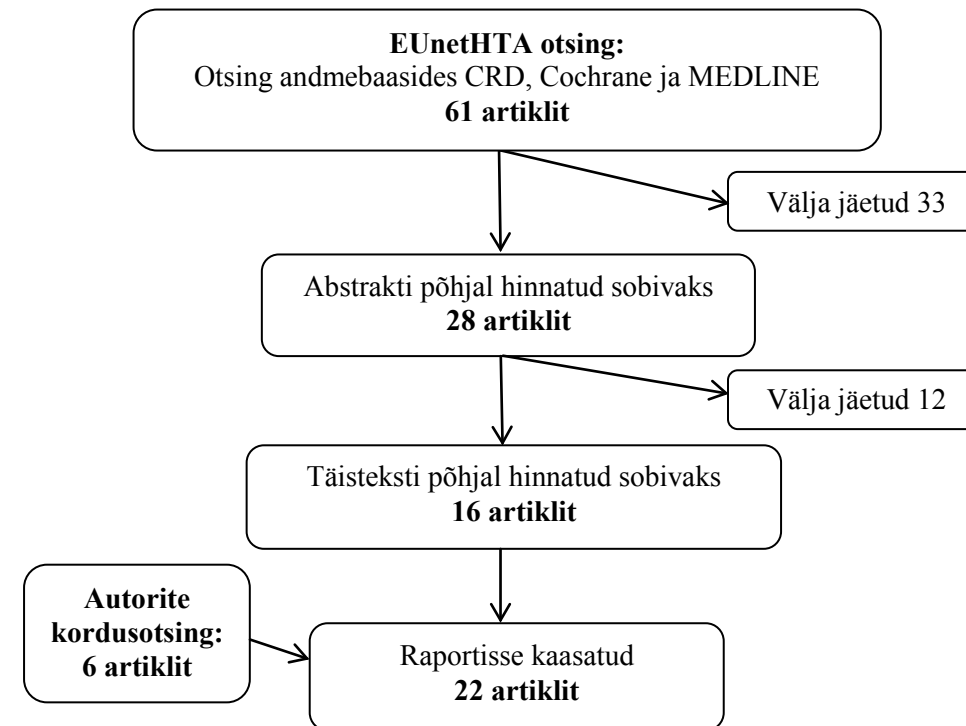 EUnetHTA otsing:
Otsing andmebaasides CRD, Cochrane ja MEDLINE
61 artiklit
Välja jäetud 33
Abstrakti põhjal hinnatud sobivaks
28 artiklit
Välja jäetud 12
Täisteksti põhjal hinnatud sobivaks
16 artiklit
Autorite
kordusotsing:
6 artiklit
Raportisse kaasatud
22 artiklit